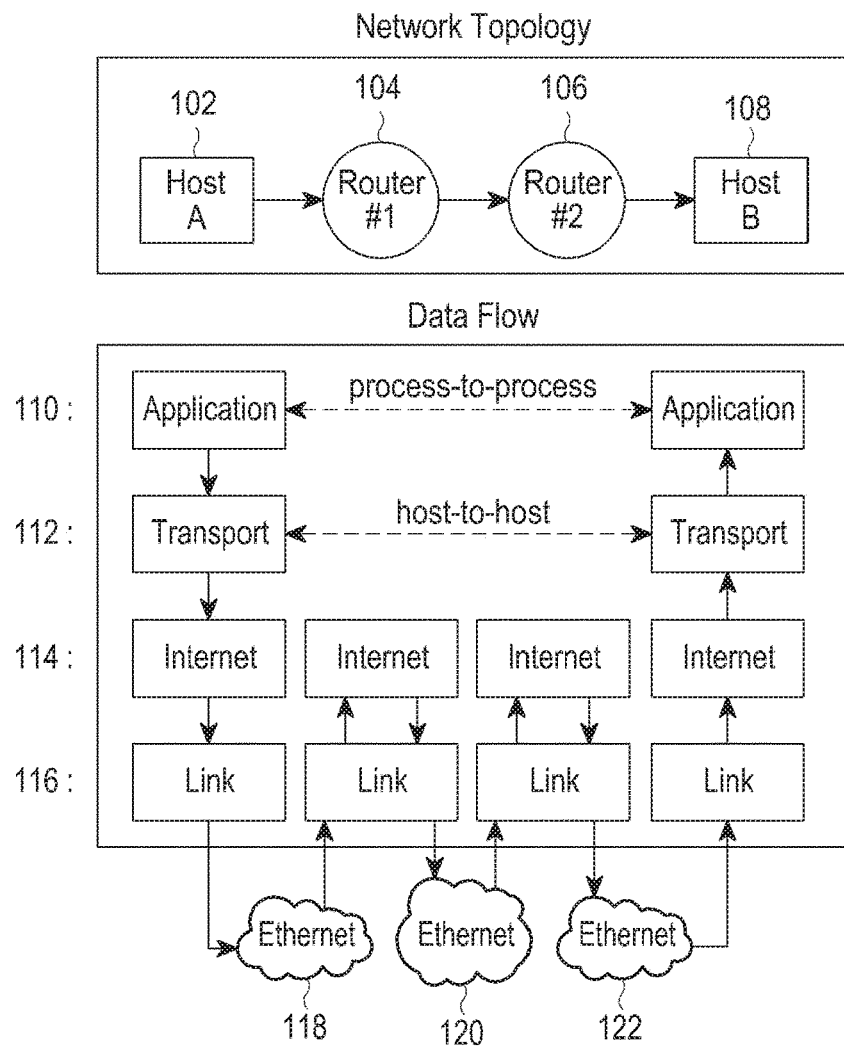 Network Topology
102
104
106
108
Host
A
Router
#1
Router
#2
Host
B
Data Flow
110 :
Application
process-to-process
Application
112 :
Transport
host-to-host
Transport
114 :
Internet
Internet
Internet
Internet
116 :
Link
Link
Link
Link
Ethernet
Ethernet
Ethernet
118
120
122